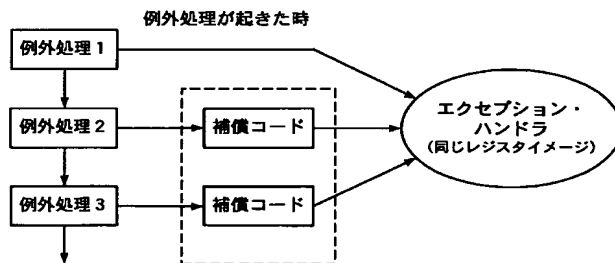 例外処理が起きた時
例外処理1
例外処理2
補償コード
例外処理3
補償コード
エクセプション・
ハンドラ
(同じレジスタイメージ)